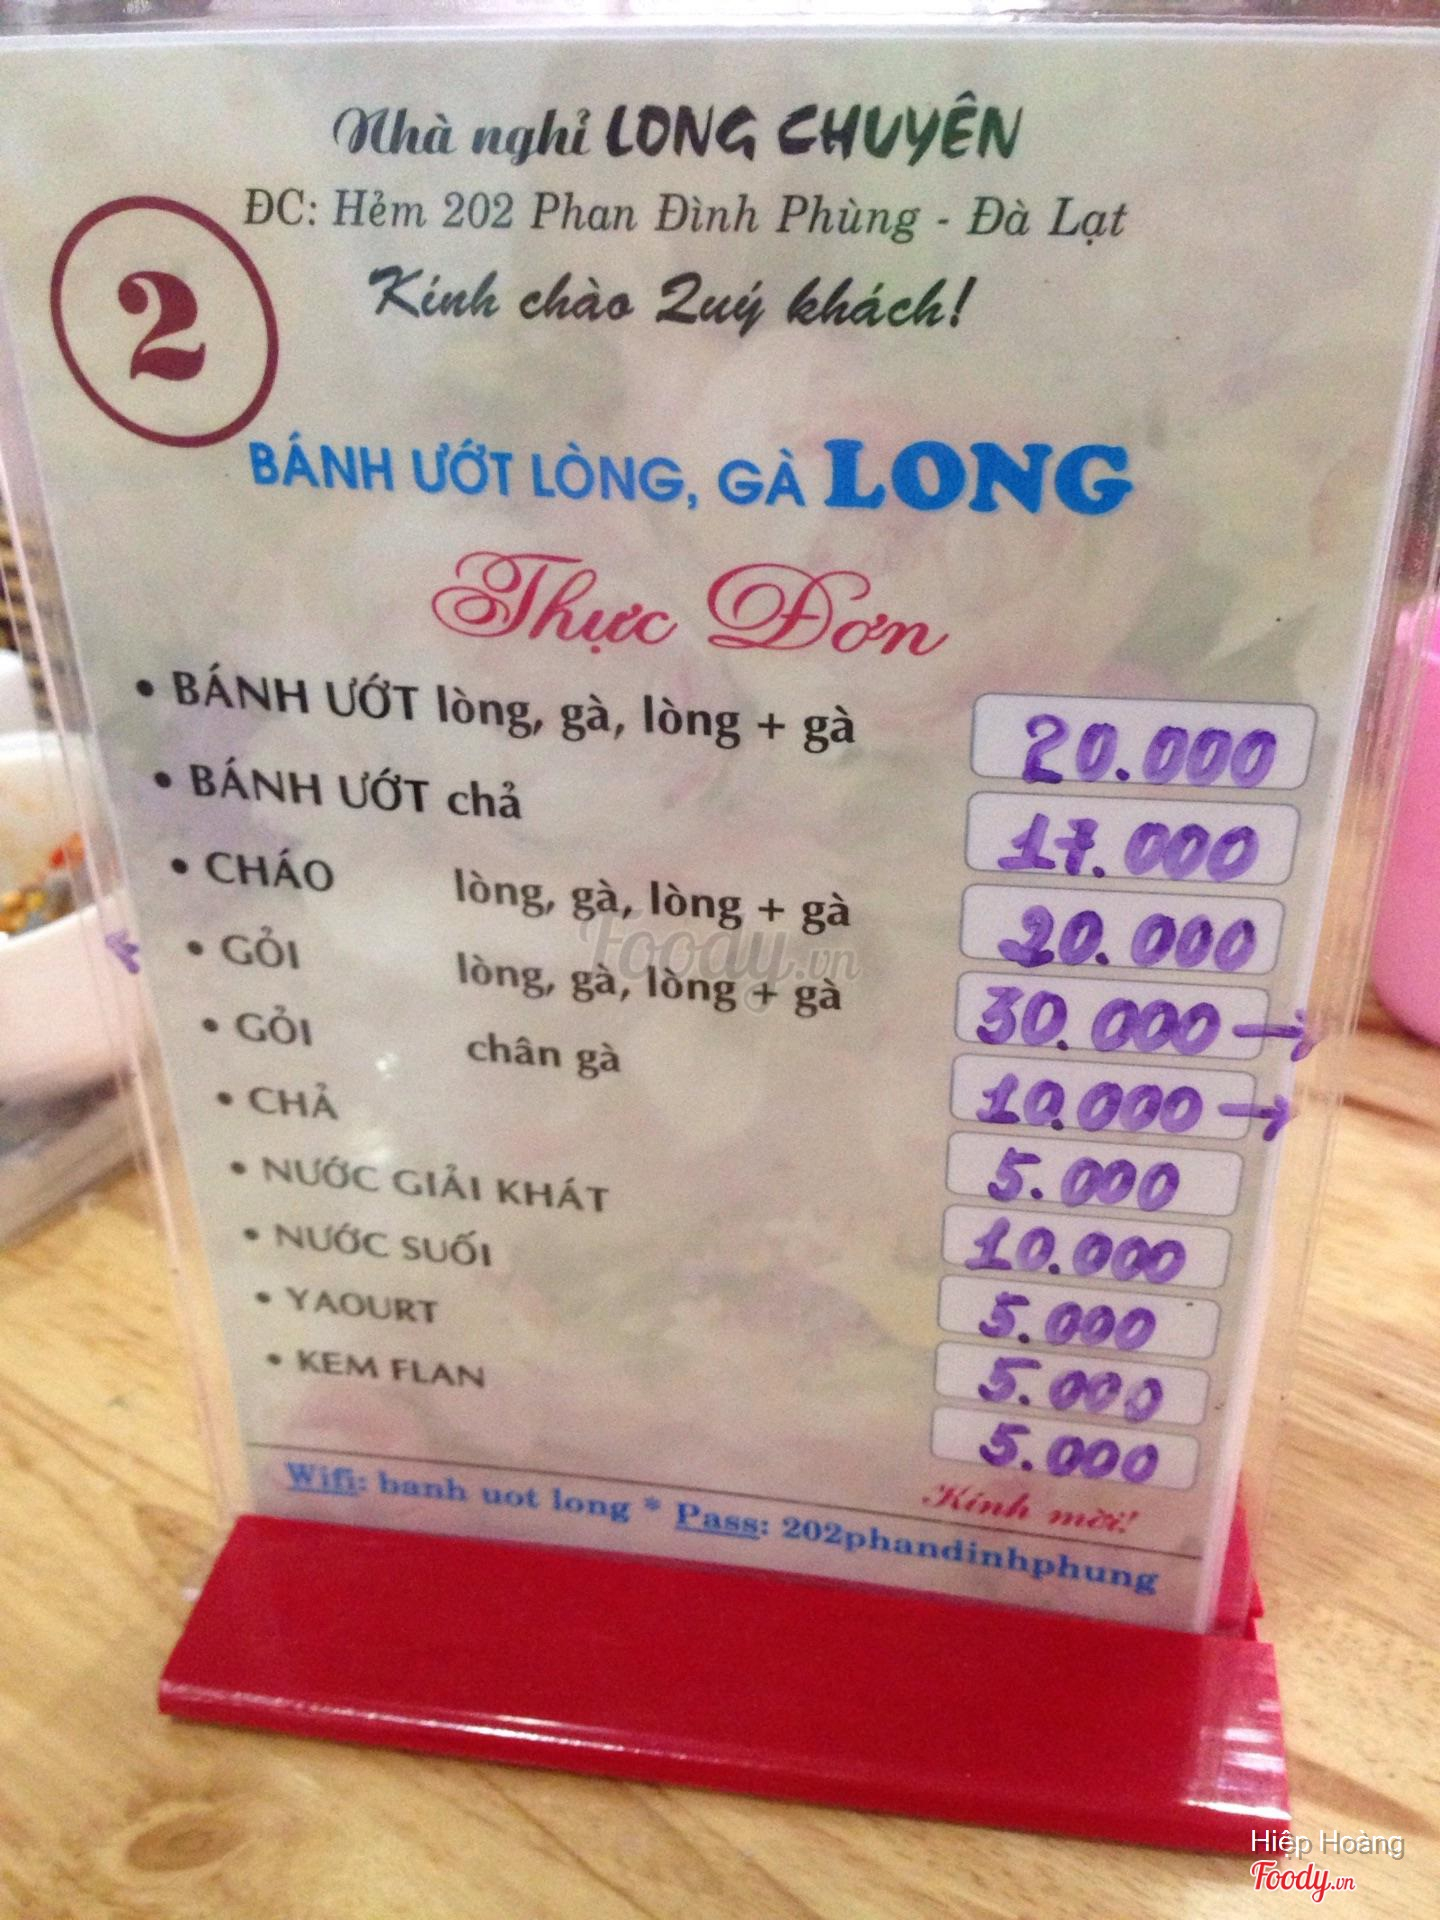 Nhà nghỉ LONG CHUYÊN
ĐC: Hẻm 202 Phan Đình Phùng - Đà Lạt
Kính chào Quý khách!
2
BÁNH ƯỚT LÒNG, GÀ LONG
Thực Đơn
• BÁNH ƯỚT lòng, gà, lòng + gà 20.000
• BÁNH ƯỚT chả 17.000
• CHÁO lòng, gà, lòng + gà 20.000
• GỎI lòng, gà, lòng + gà 30.000 →
• GỎI chân gà 10.000 →
• CHẢ 5.000
• NƯỚC GIẢI KHÁT 10.000
• NƯỚC SUỐI 5.000
• YAOURT 5.000
• KEM FLAN 5.000
Kính mời!
Wifi: banh uot long * Pass: 202phandinhphung
Foody.vn
Hiệp Hoàng
Foody.vn